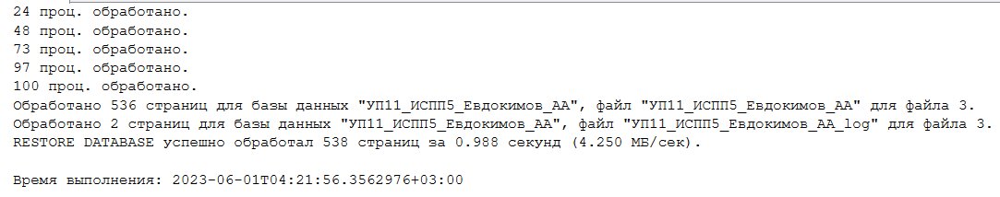 24 проц. обработано.
48 проц. обработано.
73 проц. обработано.
97 проц. обработано.
100 проц. обработано.
Обработано 536 страниц для базы данных "УП11_ИСПП5_Евдокимов_АА", файл "УП11_ИСПП5_Евдокимов_АА" для файла 3.
Обработано 2 страниц для базы данных "УП11_ИСПП5_Евдокимов_АА", файл "УП11_ИСПП5_Евдокимов_АА_log" для файла 3.
RESTORE DATABASE успешно обработал 538 страниц за 0.988 секунд (4.250 МБ/сек).
Время выполнения: 2023-06-01T04:21:56.3562976+03:00